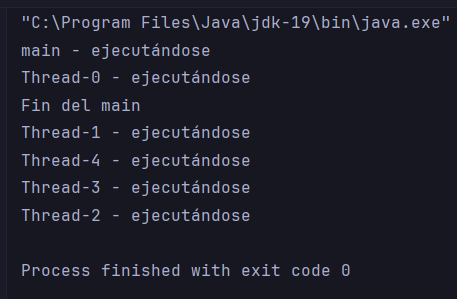 "C:\Program Files\Java\jdk-19\bin\java.exe"
main - ejecutándose
Thread-0 - ejecutándose
Fin del main
Thread-1 - ejecutándose
Thread-4 - ejecutándose
Thread-3 - ejecutándose
Thread-2 - ejecutándose
Process finished with exit code 0